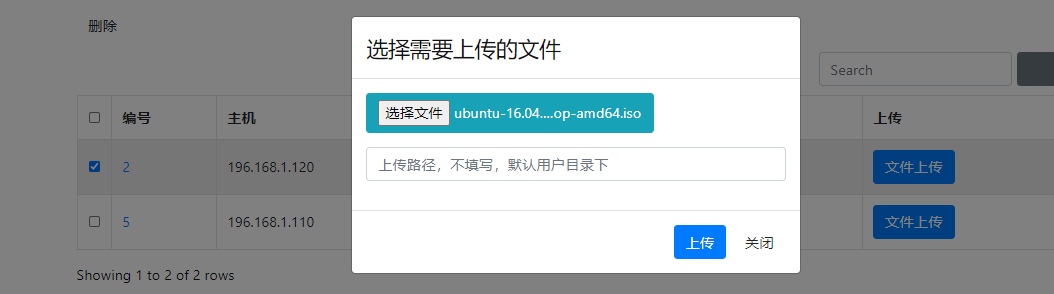 删除
选择需要上传的文件
Search
选择文件 ubuntu-16.04....op-amd64.iso
编号 主机 上传
上传路径，不填写，默认用户目录下
2 196.168.1.120 文件上传
5 196.168.1.110 文件上传
上传 关闭
Showing 1 to 2 of 2 rows